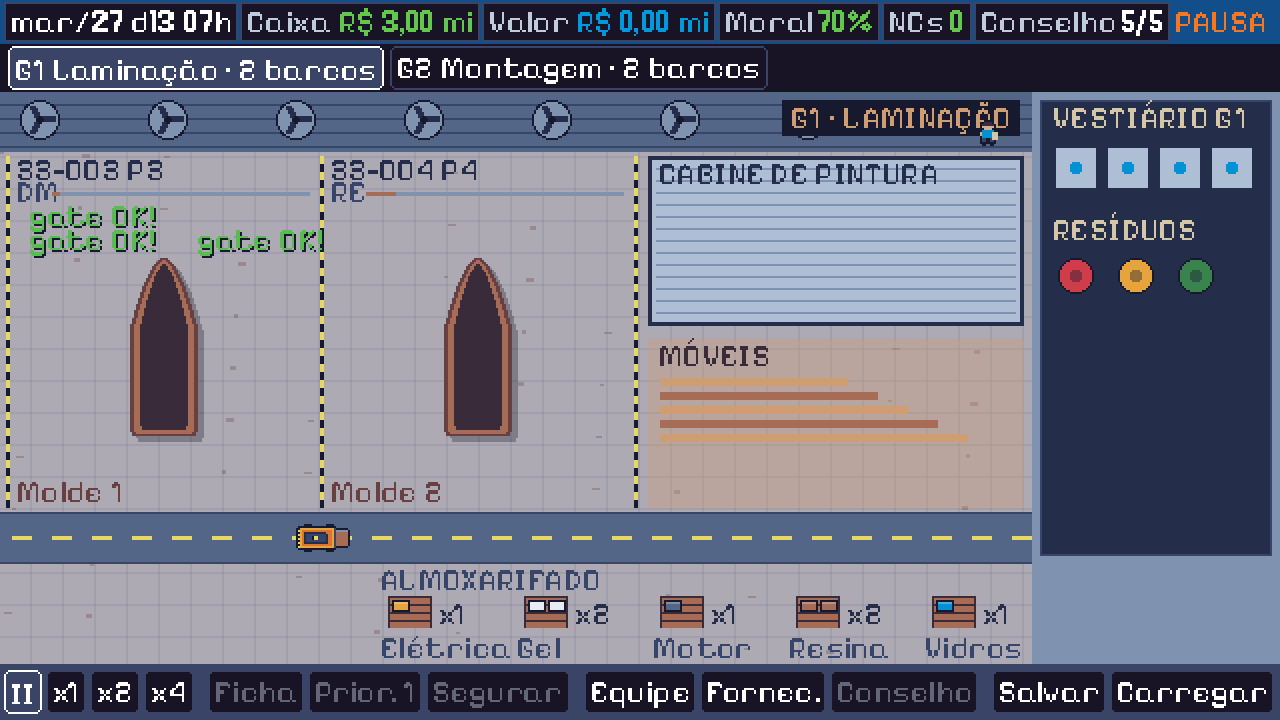 mar/27 d13 07h Caixa R$ 3,00 mi Valor R$ 0,00 mi Moral 70% NCs 0 Conselho 5/5 PAUSA
G1 Laminação · 2 barcos G2 Montagem · 2 barcos
G1 · LAMINAÇÃO
VESTIÁRIO G1
SS-003 P3 SS-004 P4 CABINE DE PINTURA
DM RE
gate OK!
gate OK! gate OK!
RESÍDUOS
MÓVEIS
Molde 1 Molde 2
ALMOXARIFADO
x1 x2 x1 x2 x1
Elétrica Gel Motor Resina Vidros
II x1 x2 x4 Ficha Prior.1 Segurar Equipe Fornec. Conselho Salvar Carregar